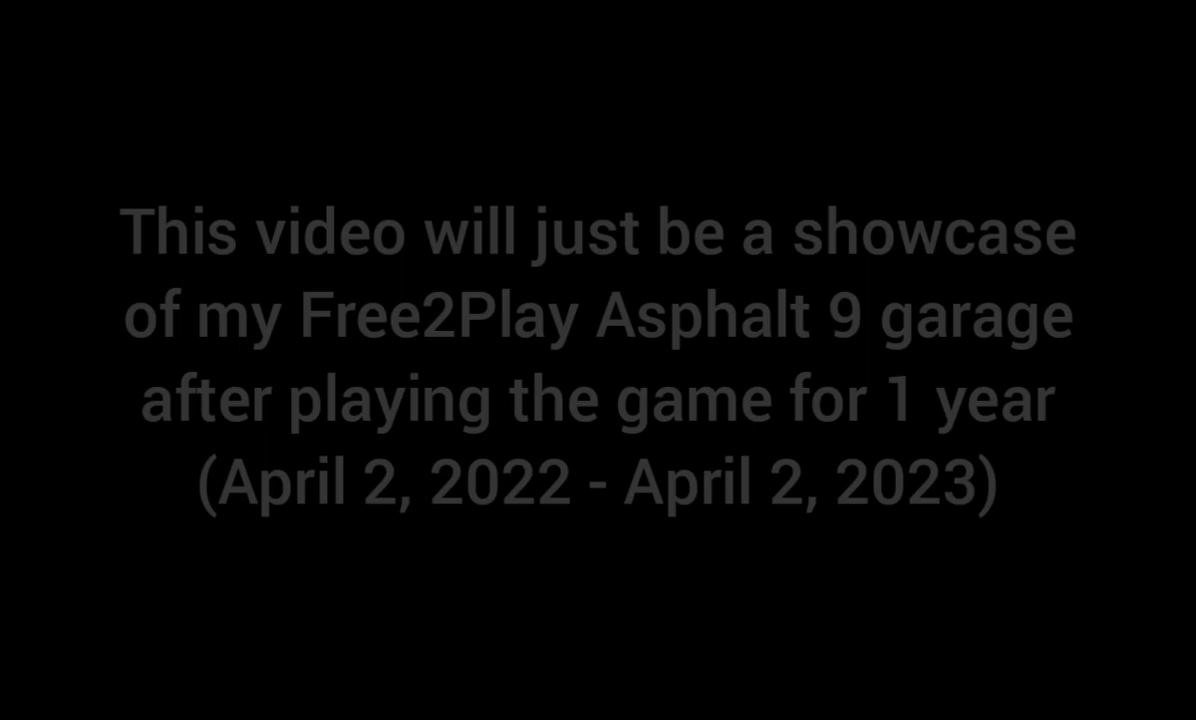 This video will just be a showcase
of my Free2Play Asphalt 9 garage
after playing the game for 1 year
(April 2, 2022 - April 2, 2023)